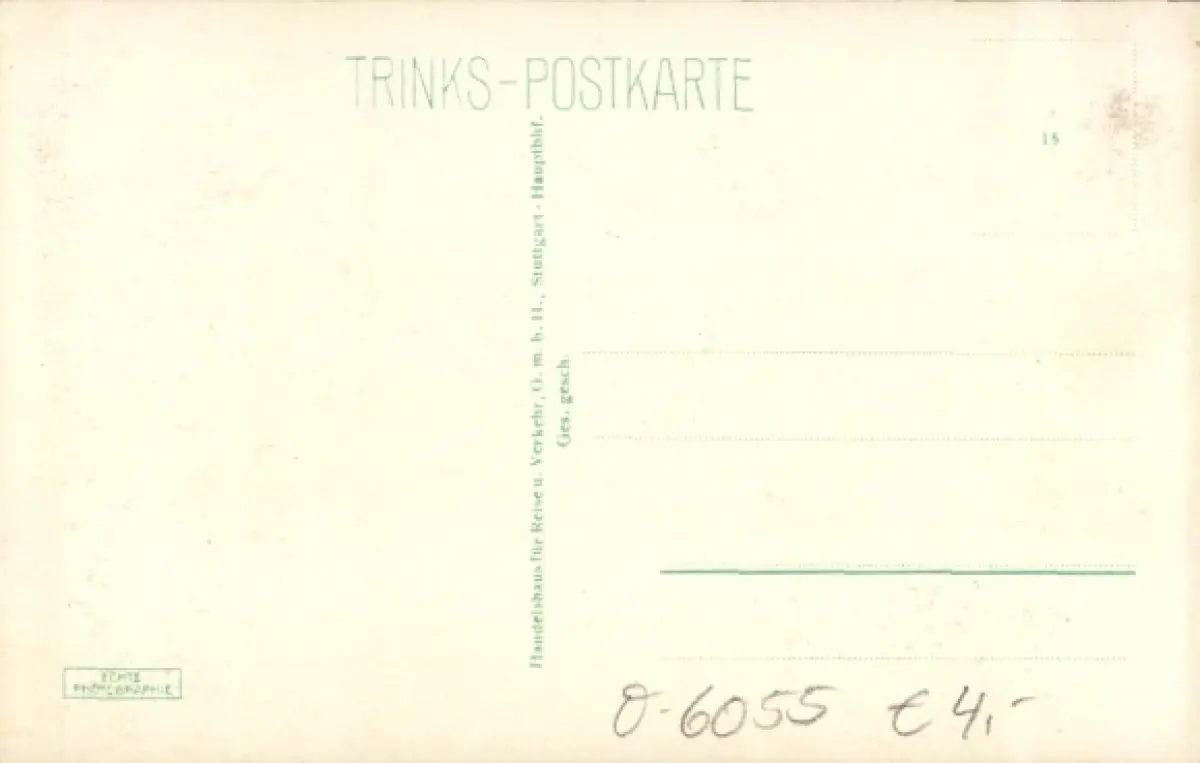 TRINKS-POSTKARTE
15
Handelshaus für Reise u. Verkehr, G. m. b. H., Stuttgart - Hauptbhf.
Ges. gesch.
ECHTE
PHOTOGRAPHIE
0-6055 € 4,-